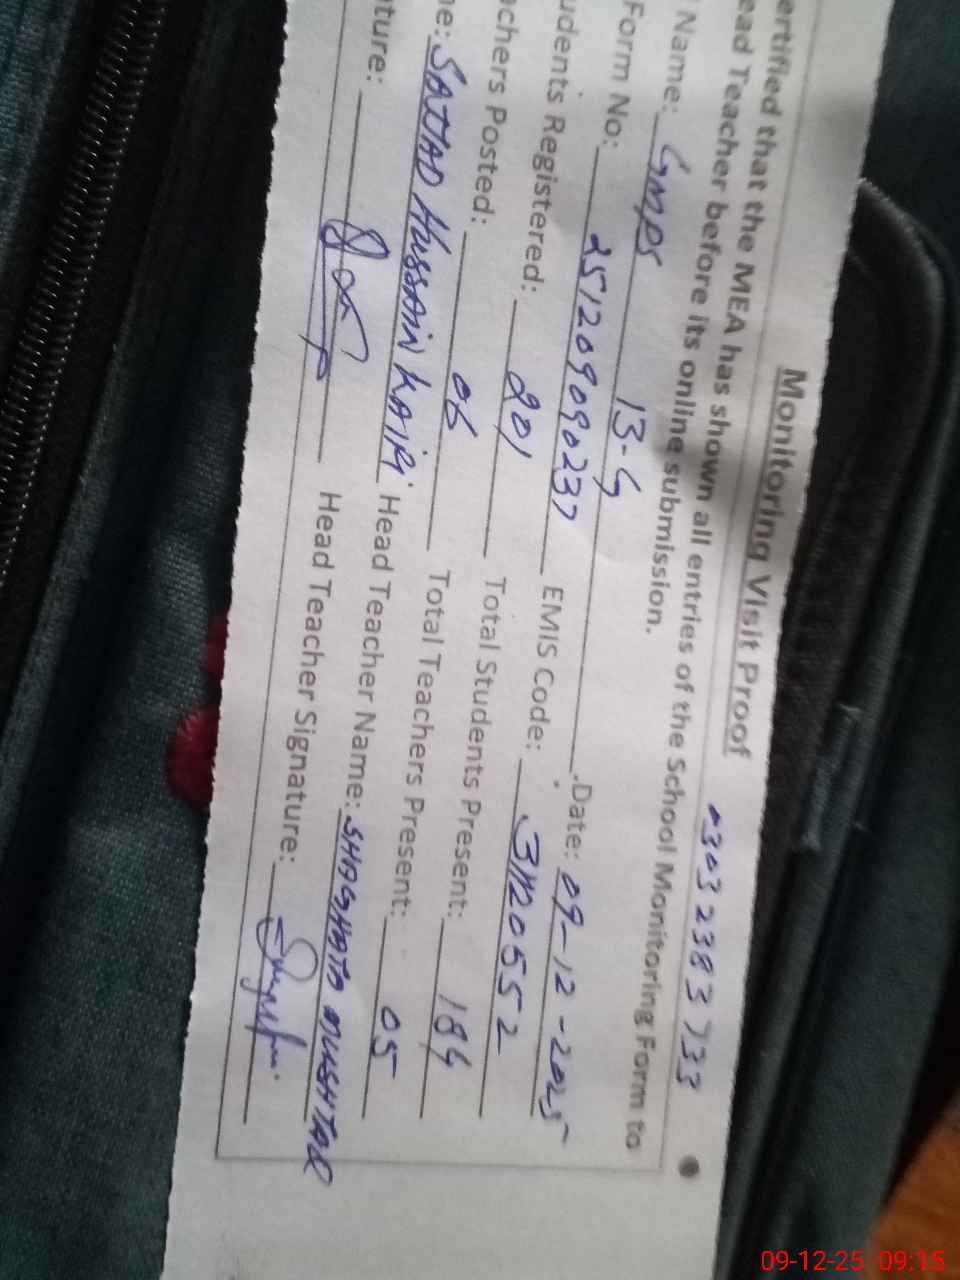 Monitoring Visit Proof
03032383733
ertified that the MEA has shown all entries of the School Monitoring Form to
ead Teacher before its online submission.
Name: GMPS 13-G Date: 09-12-2025
Form No: 251209090237 EMIS Code: 31120552
udents Registered: 201 Total Students Present: 184
chers Posted: 06 Total Teachers Present: 05
ne: SAJJAD HUSSAIN Head Teacher Name: MUSHTAQ
ture: Head Teacher Signature:
09-12-25 09:15